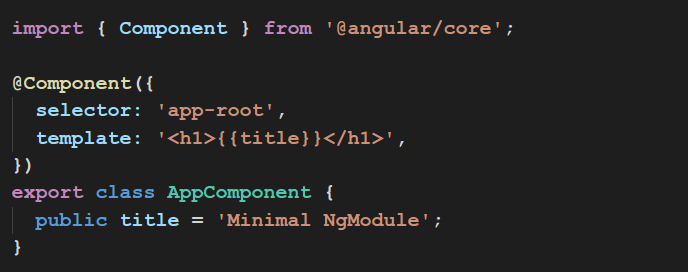 import { Component } from '@angular/core';

@Component({
  selector: 'app-root',
  template: '<h1>{{title}}</h1>',
})
export class AppComponent {
  public title = 'Minimal NgModule';
}